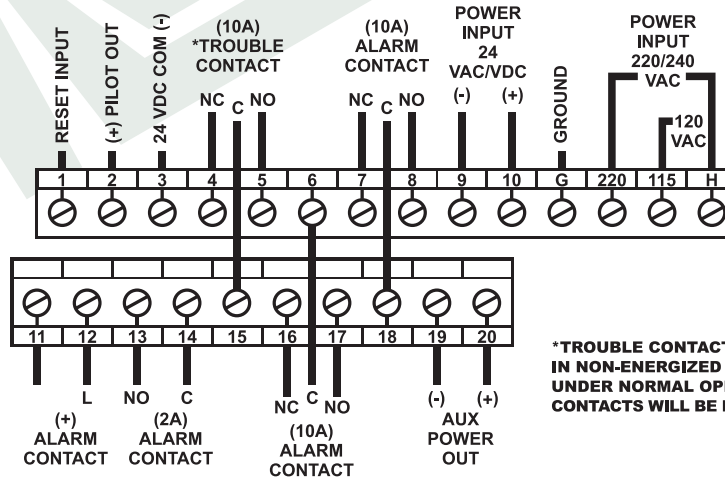 RESET INPUT
(+) PILOT OUT
24 VDC COM (-)
(10A)
*TROUBLE
CONTACT
NC C NO
(10A)
ALARM
CONTACT
NC C NO
POWER
INPUT
24
VAC/VDC
(-) (+)
GROUND
POWER
INPUT
220/240
VAC
120
VAC
1 2 3 4 5 6 7 8 9 10 G 220 115 H
11 12 13 14 15 16 17 18 19 20
L
(+)
ALARM
CONTACT
NO C
(2A)
ALARM
CONTACT
NC C NO
(10A)
ALARM
CONTACT
(-) (+)
AUX
POWER
OUT
*TROUBLE CONTACT
IN NON-ENERGIZED
UNDER NORMAL
CONTACTS WILL BE